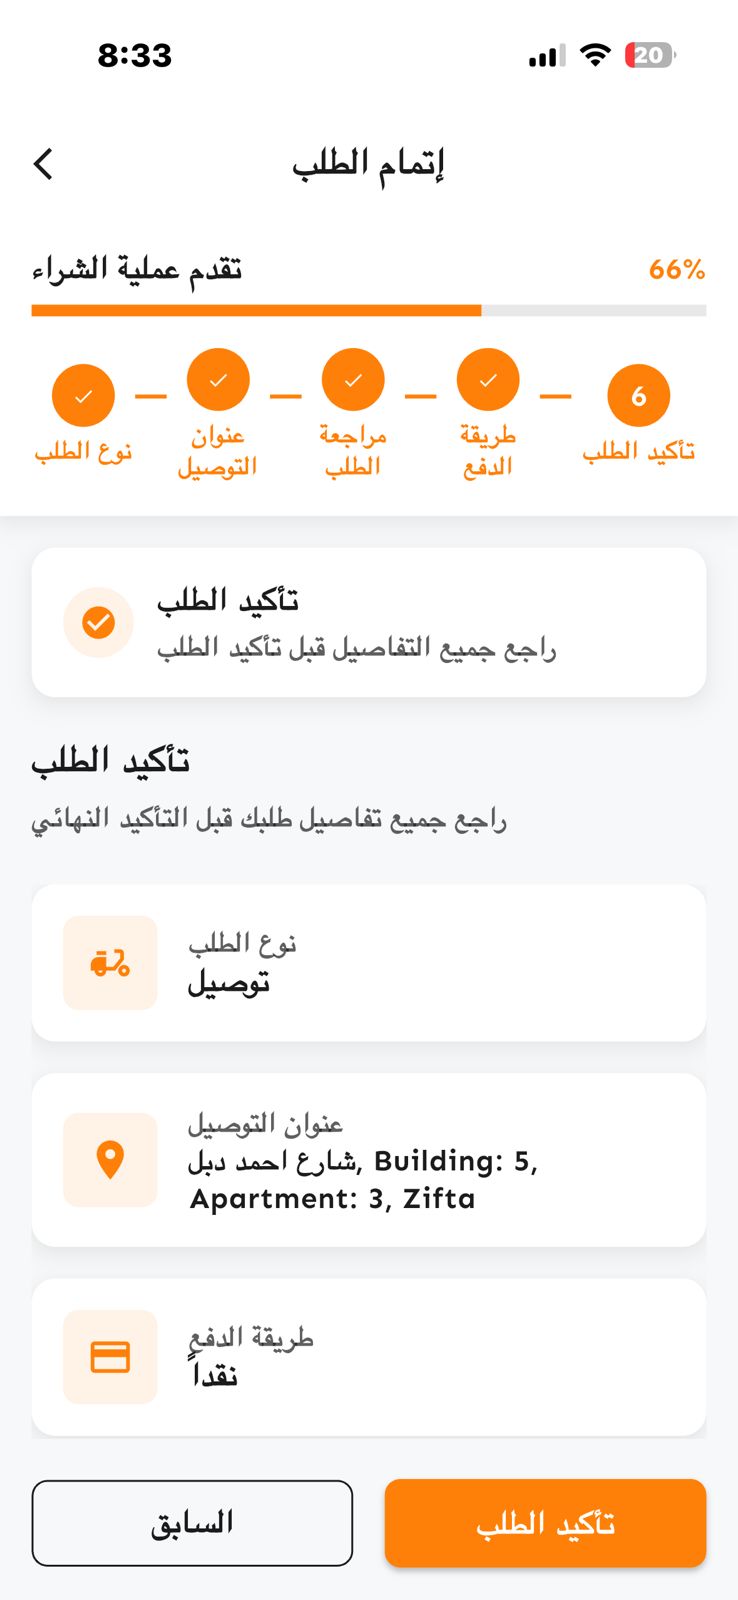 8:33
20
إتمام الطلب
تقدم عملية الشراء
66%
نوع الطلب
عنوان التوصيل
مراجعة الطلب
طريقة الدفع
6
تأكيد الطلب
تأكيد الطلب
راجع جميع التفاصيل قبل تأكيد الطلب
تأكيد الطلب
راجع جميع تفاصيل طلبك قبل التأكيد النهائي
نوع الطلب
توصيل
عنوان التوصيل
شارع احمد دبل, Building: 5,
Apartment: 3, Zifta
طريقة الدفع
نقداً
السابق
تأكيد الطلب